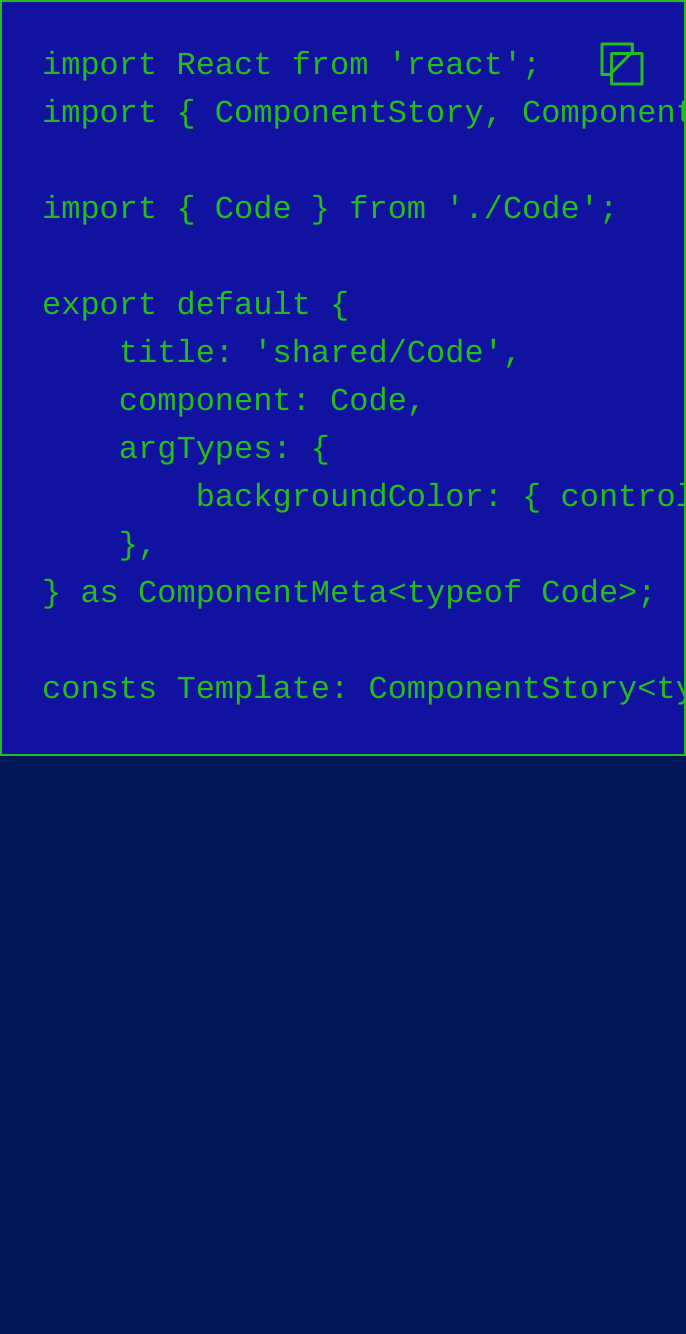 import React from 'react';
import { ComponentStory, Component
import { Code } from './Code';
export default {
    title: 'shared/Code',
    component: Code,
    argTypes: {
        backgroundColor: { control
    },
} as ComponentMeta<typeof Code>;
consts Template: ComponentStory<ty